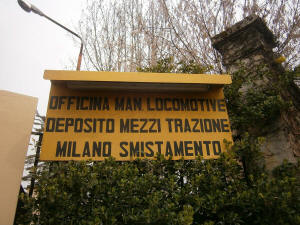 OFFICINA MAN LOCOMOTIVE
DEPOSITO MEZZI TRAZIONE
MILANO SMISTAMENTO